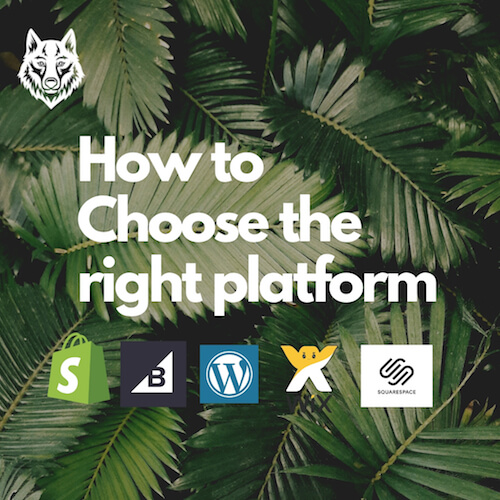 How to
Choose the
right platform
S
B
W
SQUARESPACE